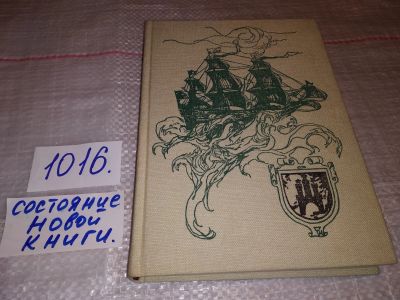 1016.
состояние
новой
книги.